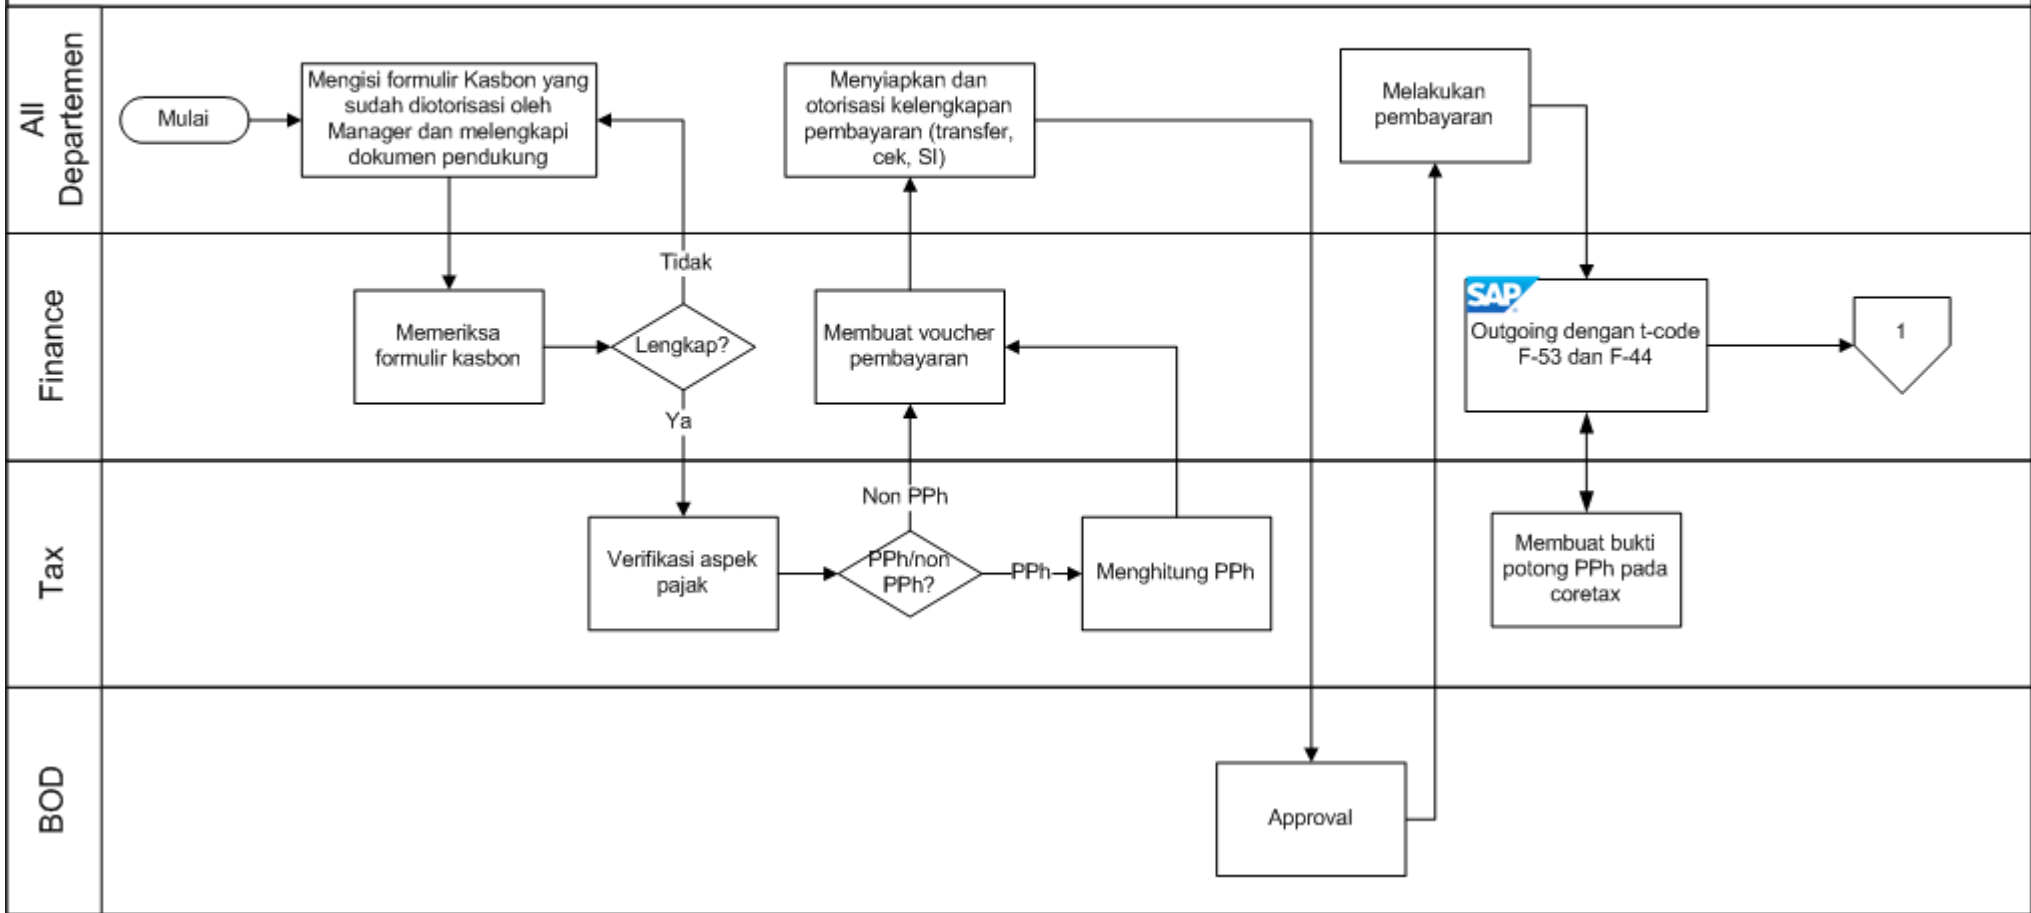 All
Departemen
Mulai
Mengisi formulir Kasbon yang
sudah diotorisasi oleh
Manager dan melengkapi
dokumen pendukung
Menyiapkan dan
otorisasi kelengkapan
pembayaran (transfer,
cek, SI)
Melakukan
pembayaran
Finance
Memeriksa
formulir kasbon
Tidak
Lengkap?
Ya
Membuat voucher
pembayaran
SAP
Outgoing dengan t-code
F-53 dan F-44
1
Tax
Verifikasi aspek
pajak
Non PPh
PPh/non
PPh?
PPh
Menghitung PPh
Membuat bukti
potong PPh pada
coretax
BOD
Approval